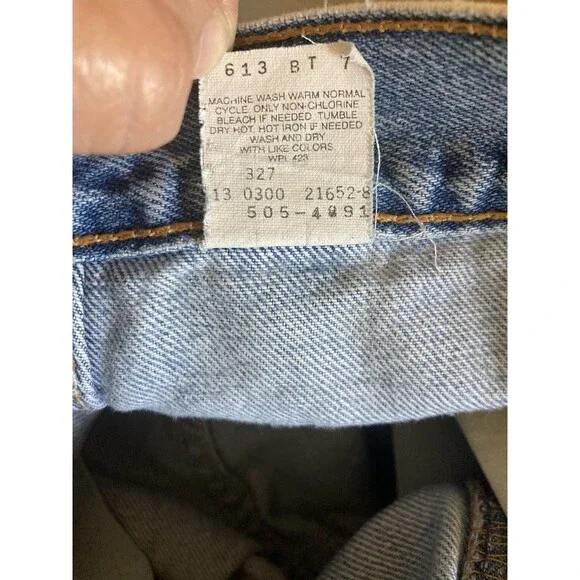 613 BT 7
MACHINE WASH WARM NORMAL
CYCLE. ONLY NON-CHLORINE
BLEACH IF NEEDED. TUMBLE
DRY HOT. HOT IRON IF NEEDED
WASH AND DRY
WITH LIKE COLORS
WPL 423
327
13 0300 21652-8
505-4891